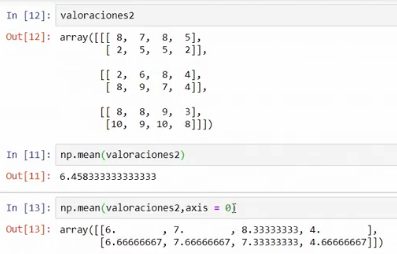 In [12]: valoraciones2
Out[12]: array([[[ 8,  7,  8,  5],
        [ 2,  5,  5,  2]],
       [[ 2,  6,  8,  4],
        [ 8,  9,  7,  4]],
       [[ 8,  8,  9,  3],
        [10,  9, 10,  8]]])
In [11]: np.mean(valoraciones2)
Out[11]: 6.458333333333333
In [13]: np.mean(valoraciones2,axis = 0)
Out[13]: array([[6.        , 7.        , 8.33333333, 4.        ],
       [6.66666667, 7.66666667, 7.33333333, 4.66666667]])